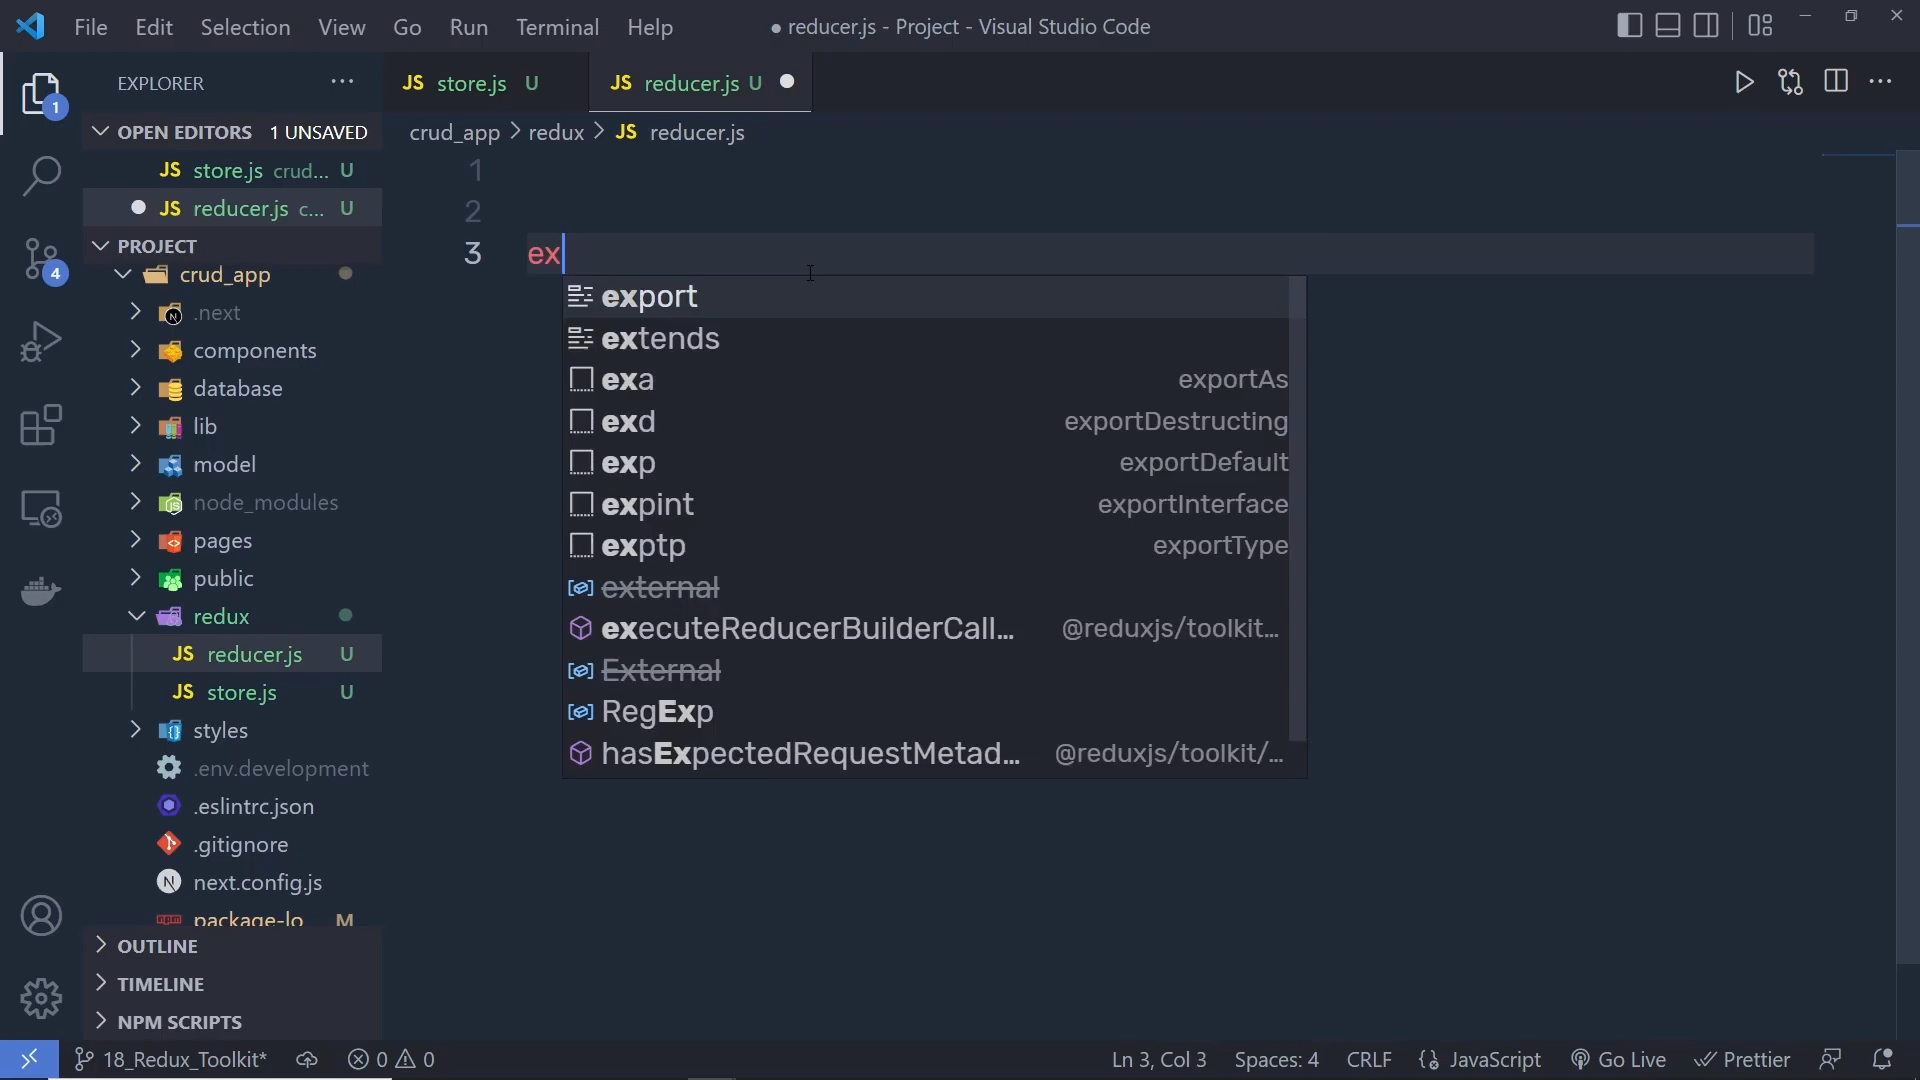 File Edit Selection View Go Run Terminal Help
● reducer.js - Project - Visual Studio Code
EXPLORER
OPEN EDITORS 1 UNSAVED
JS store.js crud... U
JS reducer.js c... U
PROJECT
crud_app
.next
components
database
lib
model
node_modules
pages
public
redux
JS reducer.js U
JS store.js U
styles
.env.development
.eslintrc.json
.gitignore
next.config.js
package-lo M
OUTLINE
TIMELINE
NPM SCRIPTS
1
4
JS store.js U
JS reducer.js U
crud_app > redux > JS reducer.js
1
2
3 ex
export
extends
exa exportAs
exd exportDestructing
exp exportDefault
expint exportInterface
exptp exportType
external
executeReducerBuilderCall... @reduxjs/toolkit...
External
RegExp
hasExpectedRequestMetad... @reduxjs/toolkit/...
18_Redux_Toolkit* 0 0 Ln 3, Col 3 Spaces: 4 CRLF {} JavaScript Go Live Prettier